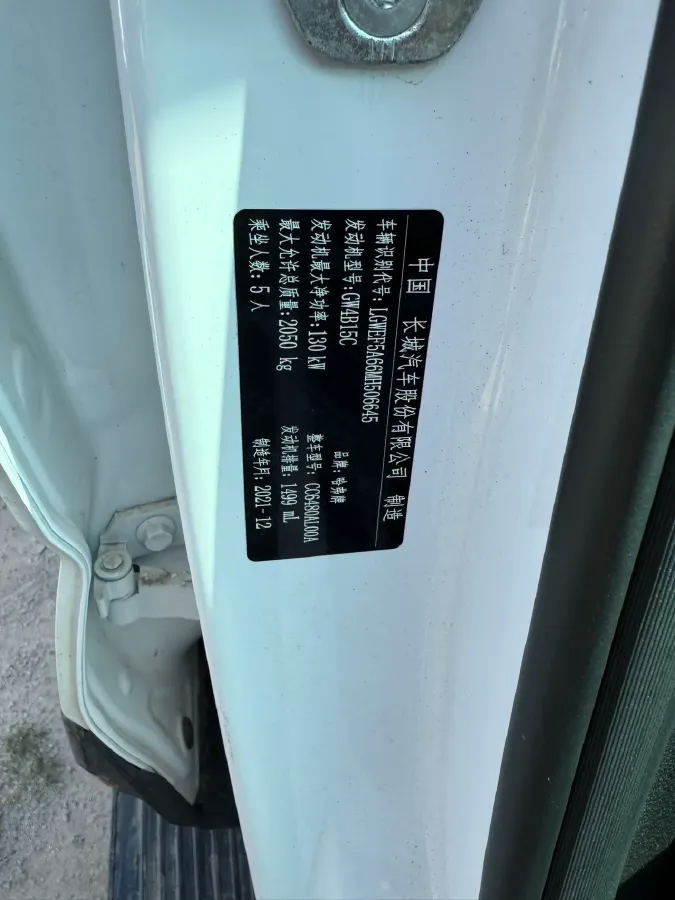 中国 长城汽车股份有限公司 制造
车辆识别代号: LGWEF5A66MH506645
发动机型号: GW4B15C 品牌: 哈弗牌
发动机最大净功率: 130 kW 整车型号: CC6480AL00A
最大允许总质量: 2050 kg 发动机排量: 1499 mL
乘坐人数: 5 人 制造年月: 2021-12